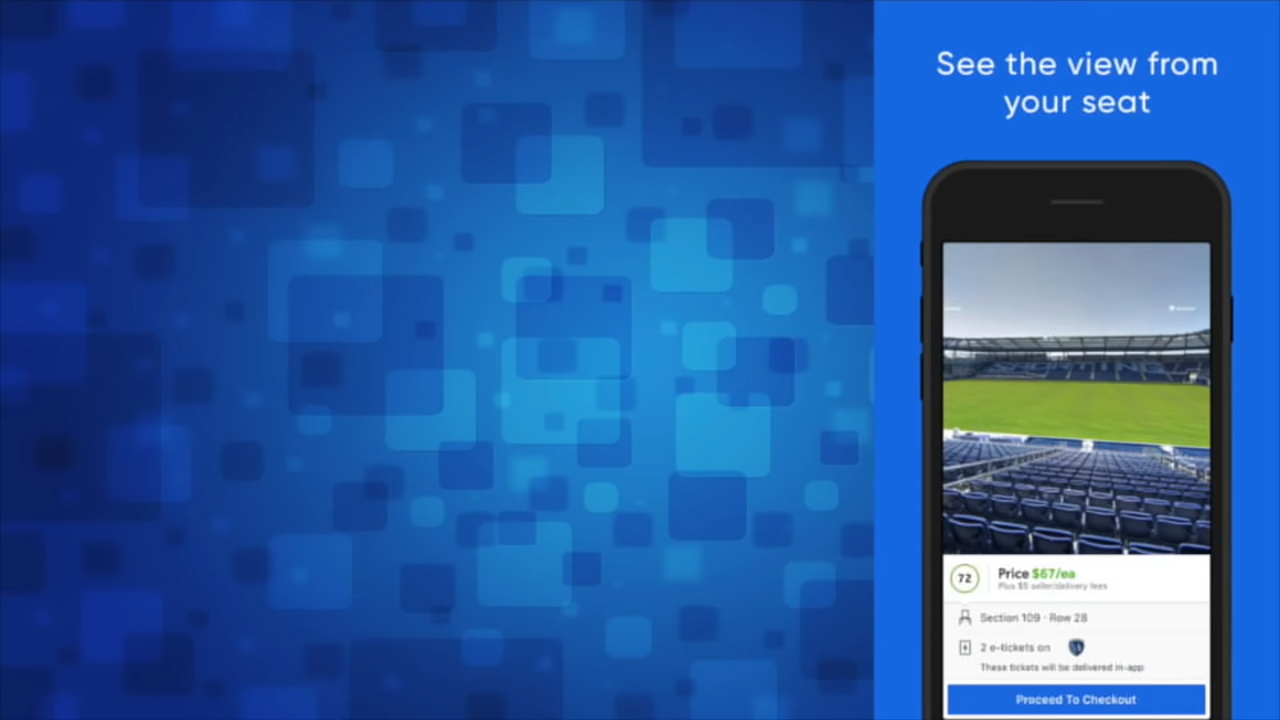 See the view from
your seat
72
Price $67/ea
Plus $5 seller/delivery fees
Section 109 · Row 28
2 e-tickets on
These tickets will be delivered in-app
Proceed To Checkout